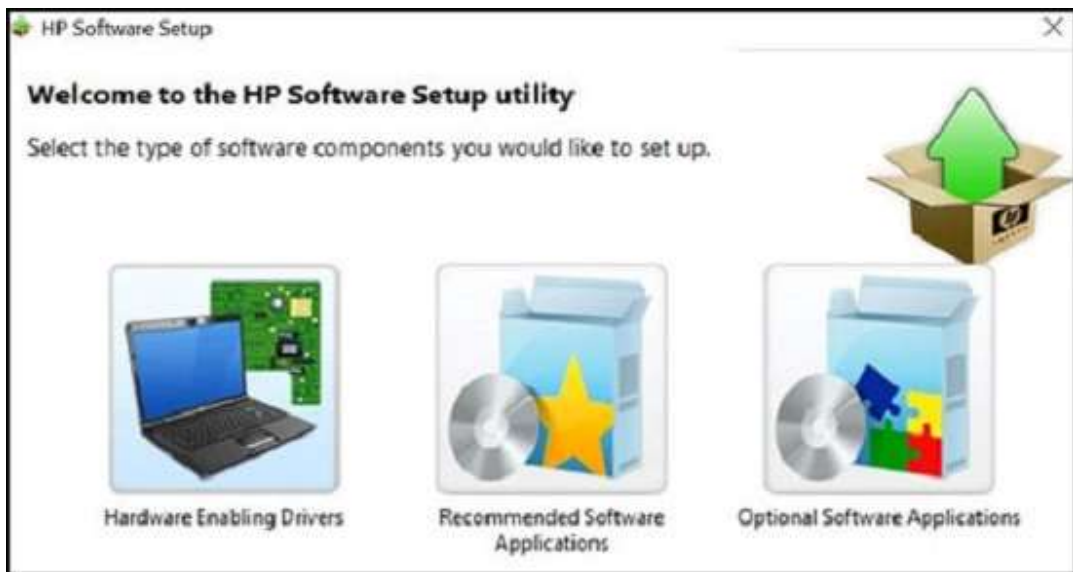 HP Software Setup
Welcome to the HP Software Setup utility
Select the type of software components you would like to set up.
hp
Hardware Enabling Drivers
Recommended Software
Applications
Optional Software Applications